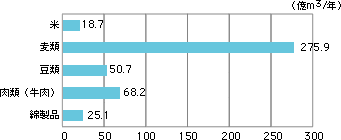 (億m³/年)
米 18.7
麦類 275.9
豆類 50.7
肉類（牛肉） 68.2
綿製品 25.1
0 50 100 150 200 250 300